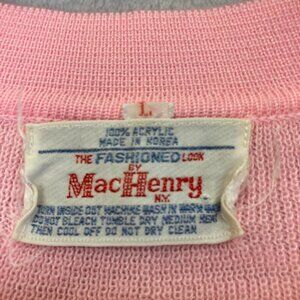 L
100% ACRYLIC
MADE IN KOREA
THE FASHIONED LOOK
BY
MacHenry
N.Y.
TURN INSIDE OUT MACHINE WASH IN WARM
DO NOT BLEACH TUMBLE DRY MEDIUM HEAT
THEN COOL OFF DO NOT DRY CLEAN